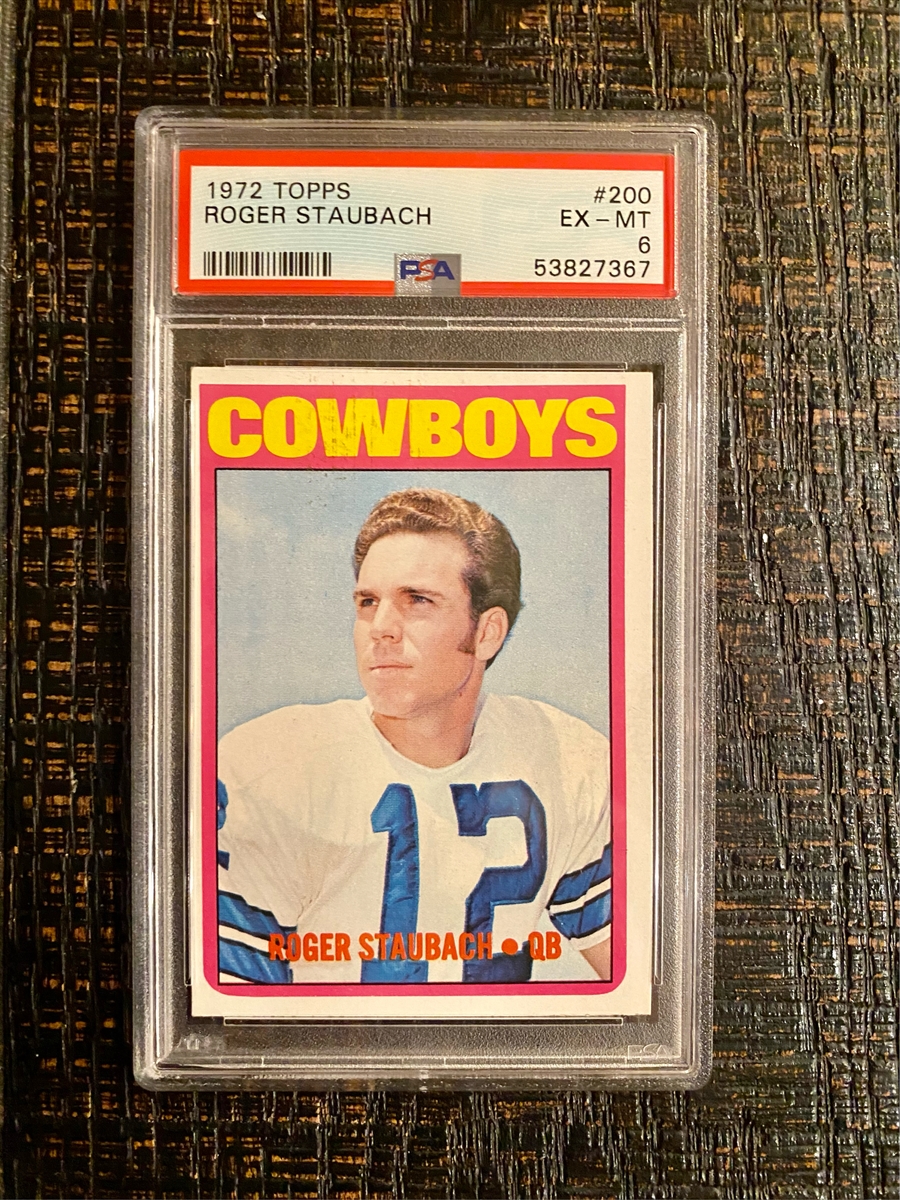 1972 TOPPS #200
ROGER STAUBACH EX - MT
6
PSA 53827367
COWBOYS
12
ROGER STAUBACH • QB